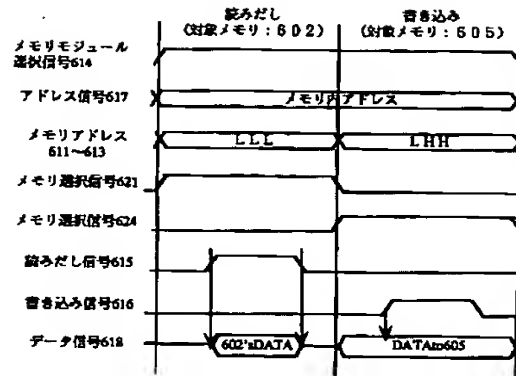 読みだし
(対象メモリ:602)
書き込み
(対象メモリ:605)
メモリモジュール
選択信号614
アドレス信号617
メモリ内アドレス
メモリアドレス
611~613
LLL
LHH
メモリ選択信号621
メモリ選択信号624
読みだし信号615
書き込み信号616
データ信号618
602'sDATA
DATAto605